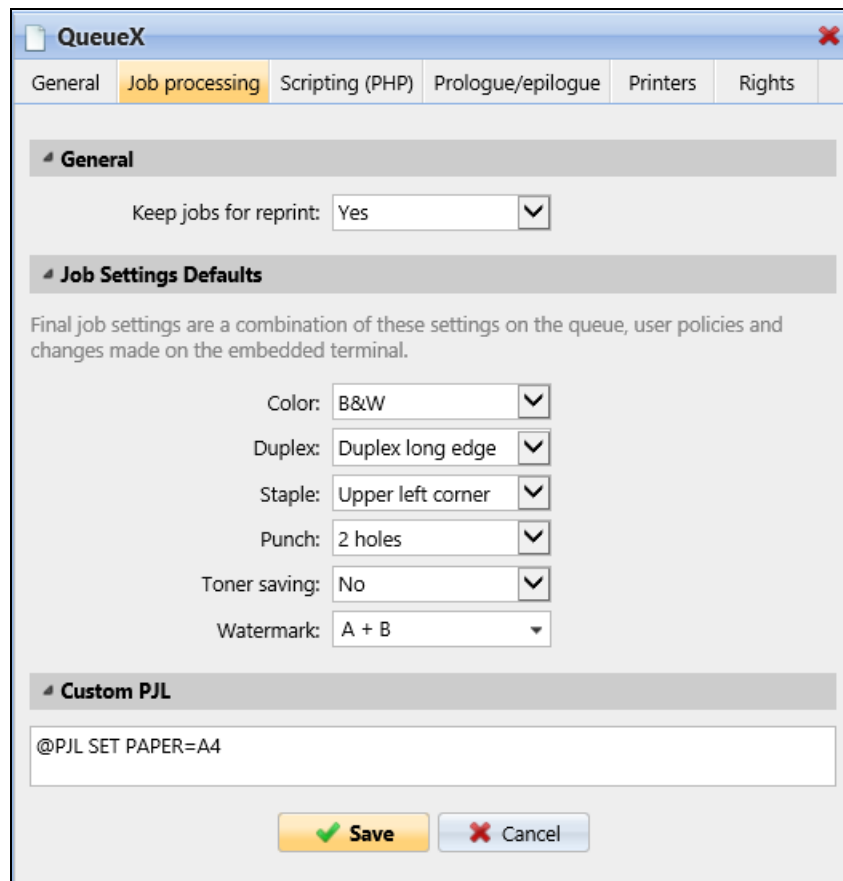 QueueX
General Job processing Scripting (PHP) Prologue/epilogue Printers Rights
General
Keep jobs for reprint: Yes
Job Settings Defaults
Final job settings are a combination of these settings on the queue, user policies and
changes made on the embedded terminal.
Color: B&W
Duplex: Duplex long edge
Staple: Upper left corner
Punch: 2 holes
Toner saving: No
Watermark: A + B
Custom PJL
@PJL SET PAPER=A4
Save Cancel